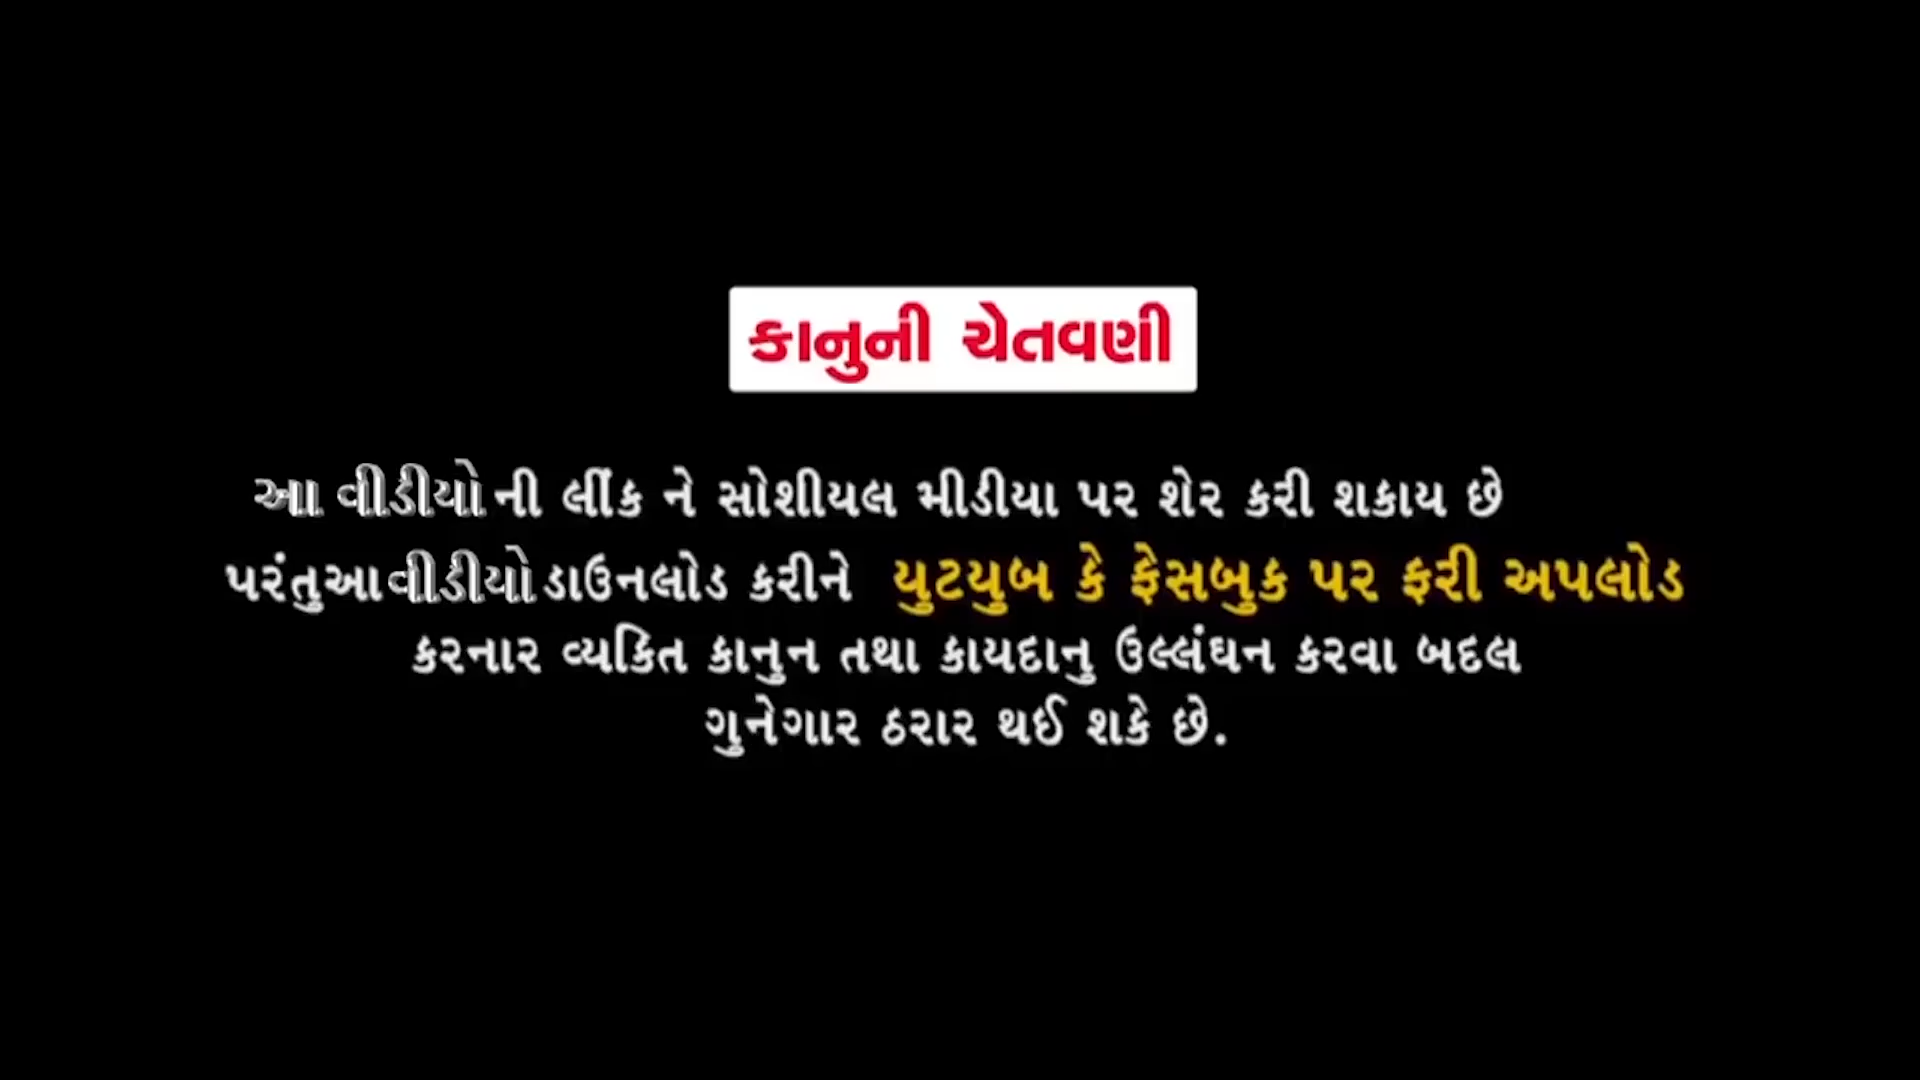 કાનુની ચેતવણી
આ વીડીયો ની લીંક ને સોશીયલ મીડીયા પર શેર કરી શકાય છે
પરંતુ આ વીડીયો ડાઉનલોડ કરીને યુટયુબ કે ફેસબુક પર ફરી અપલોડ
કરનાર વ્યકિત કાનુન તથા કાયદાનુ ઉલ્લંઘન કરવા બદલ
ગુનેગાર ઠરાર થઈ શકે છે.